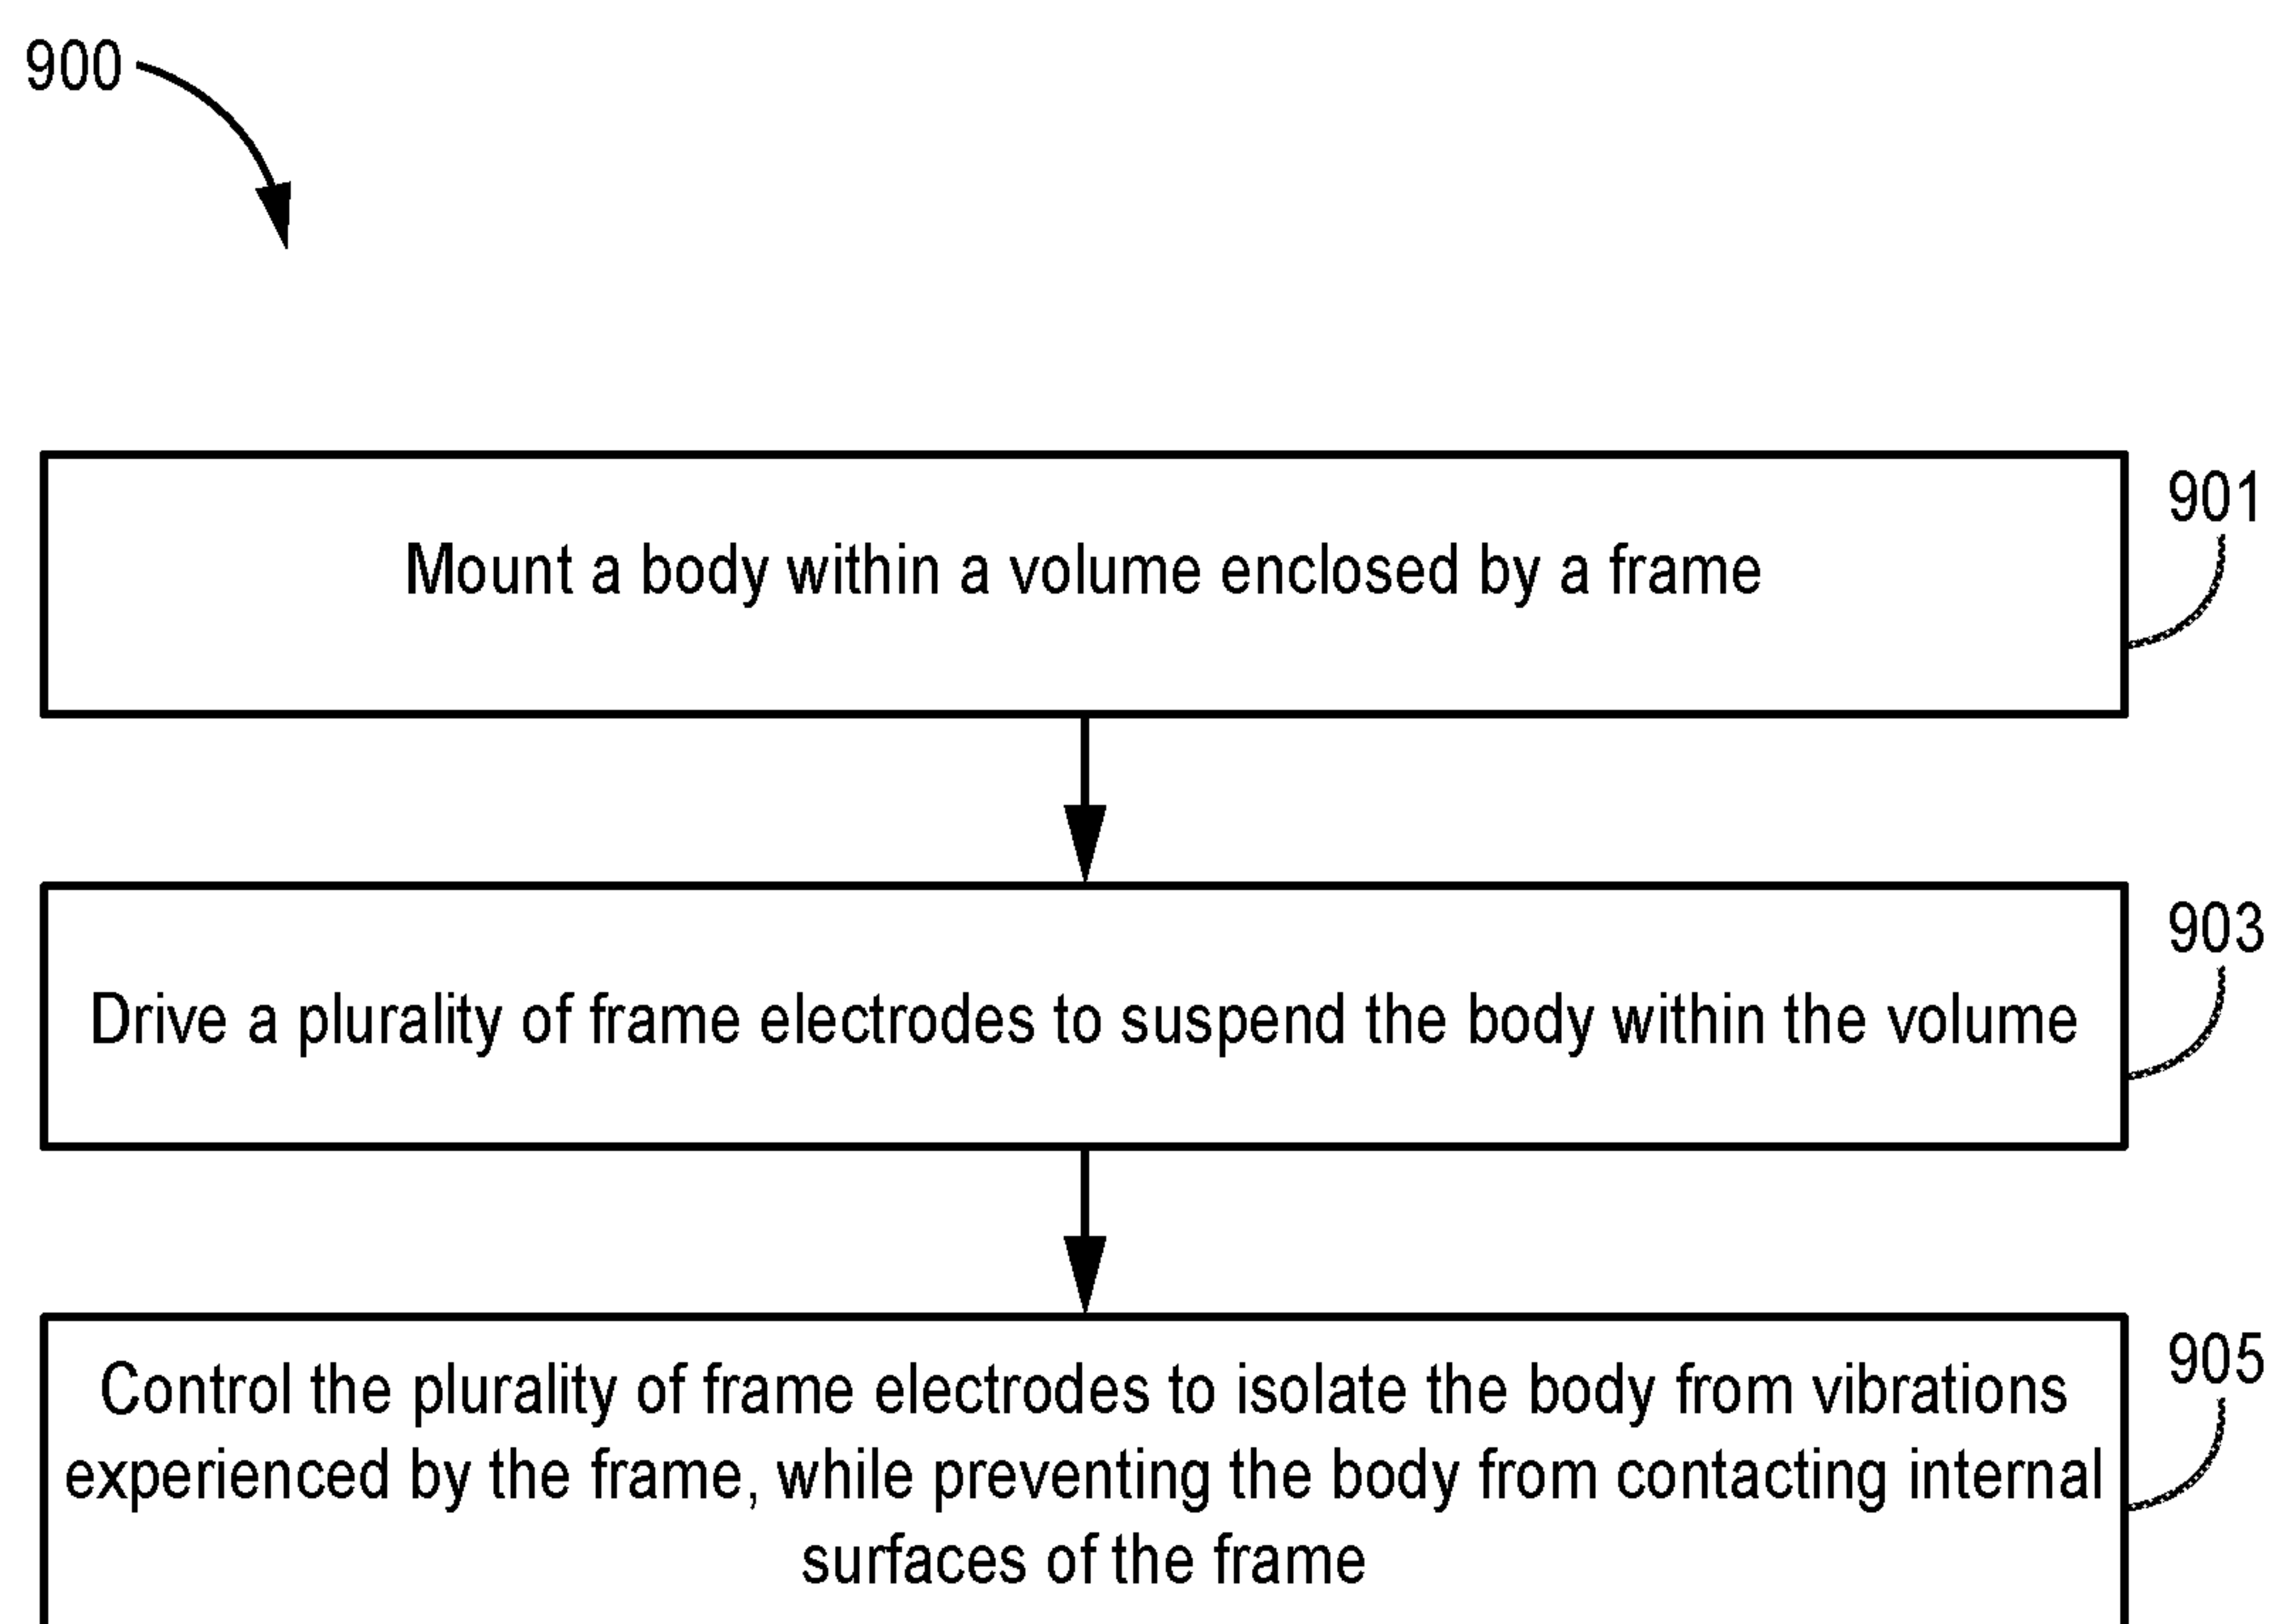 900
901
Mount a body within a volume enclosed by a frame
903
Drive a plurality of frame electrodes to suspend the body within the volume
905
Control the plurality of frame electrodes to isolate the body from vibrations
experienced by the frame, while preventing the body from contacting internal
surfaces of the frame